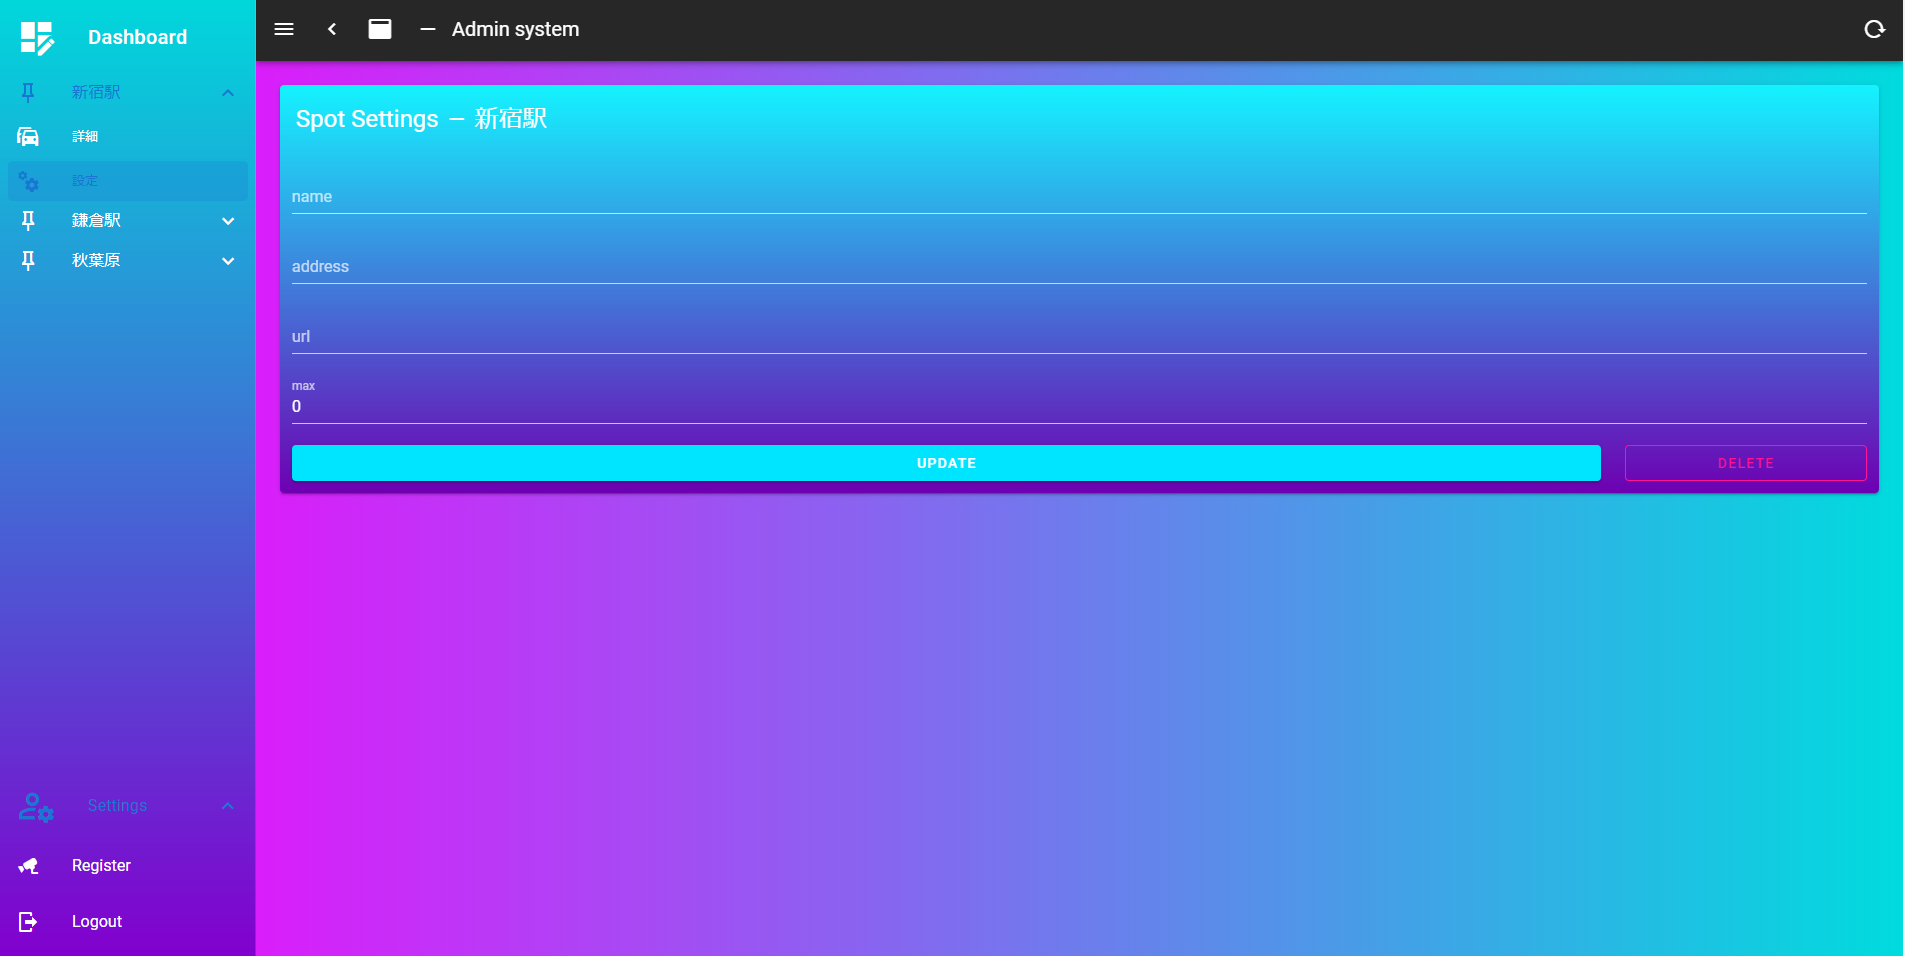 Dashboard
新宿駅
詳細
設定
鎌倉駅
秋葉原
Settings
Register
Logout
— Admin system
Spot Settings — 新宿駅
name
address
url
max
0
UPDATE
DELETE